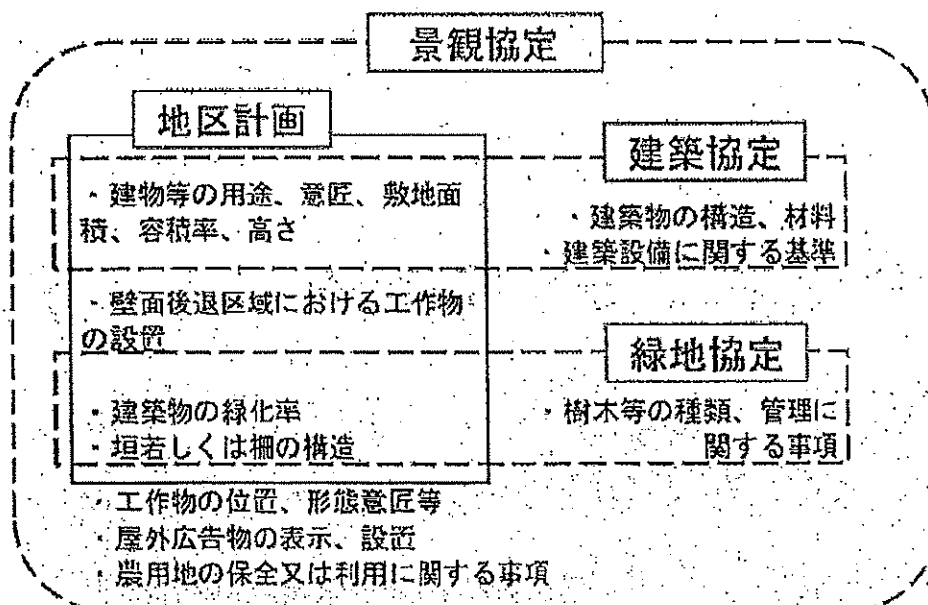 景観協定
地区計画
建築協定
・建物等の用途、意匠、敷地面
積、容積率、高さ
・建築物の構造、材料
・建築設備に関する基準
・壁面後退区域における工作物
の設置
緑地協定
・建築物の緑化率
・垣若しくは柵の構造
・樹木等の種類、管理に
関する事項
・工作物の位置、形態意匠等
・屋外広告物の表示、設置
・農用地の保全又は利用に関する事項